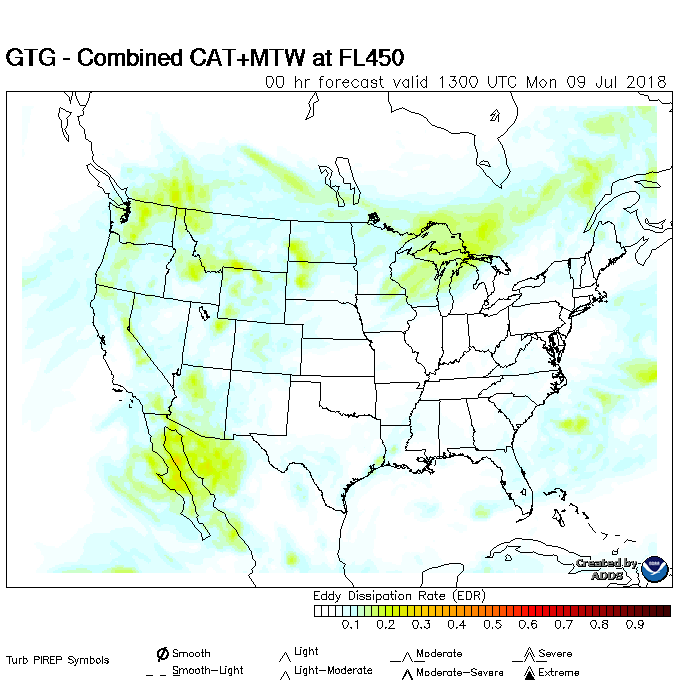 GTG - Combined CAT+MTW at FL450
00 hr forecast valid 1300 UTC Mon 09 Jul 2018
Created by
ADDS
Eddy Dissipation Rate (EDR)
0.1 0.2 0.3 0.4 0.5 0.6 0.7 0.8 0.9
Turb PIREP Symbols
Smooth Light Moderate Severe
Smooth-Light Light-Moderate Moderate-Severe Extreme